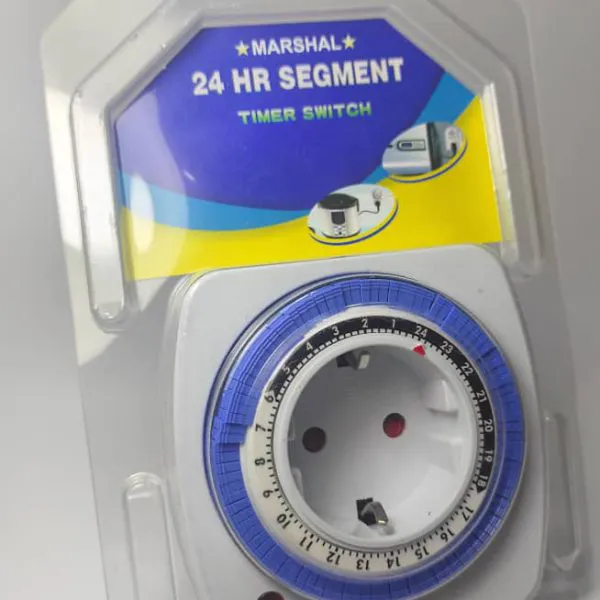 ★MARSHAL★
24 HR SEGMENT
TIMER SWITCH
1 2 3 4 5 6 7 8 9 10 11 12 13 14 15 16 17 18 19 20 21 22 23 24